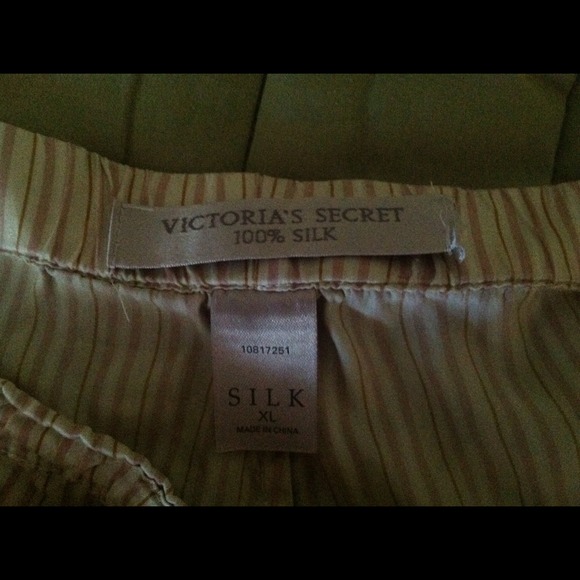 VICTORIA'S SECRET
100% SILK
10817251
SILK
XL
MADE IN CHINA